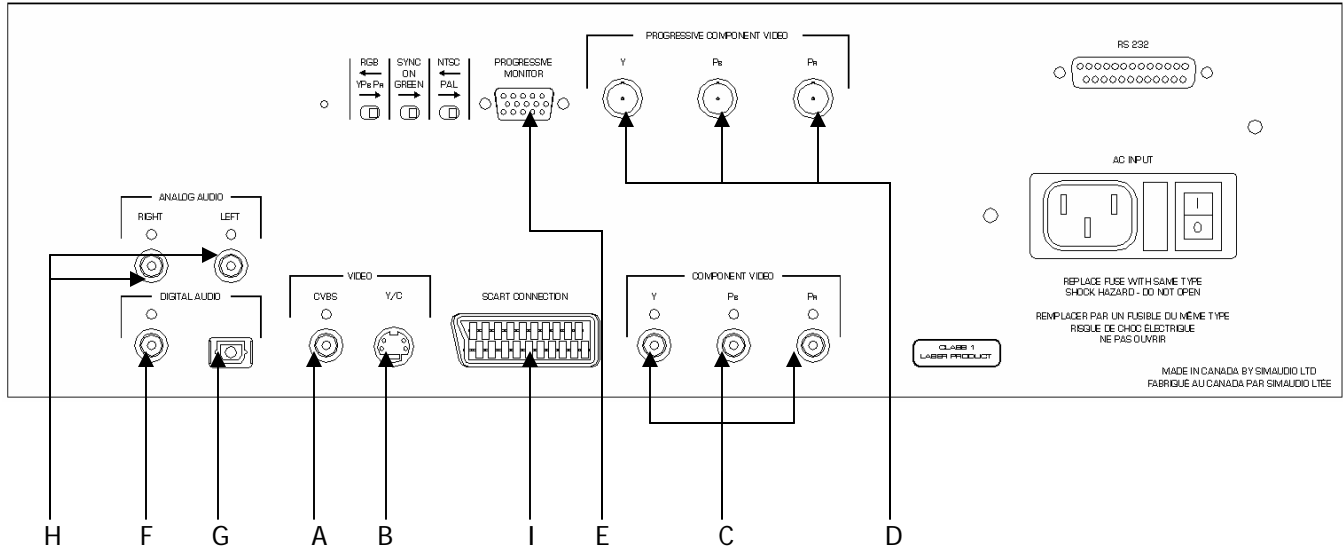 PROGRESSIVE COMPONENT VIDEO
Y PB PR
RS 232
RGB SYNC NTSC
ON
YPB PR GREEN PAL
PROGRESSIVE
MONITOR
AC INPUT
I
O
ANALOG AUDIO
RIGHT LEFT
DIGITAL AUDIO
VIDEO
CVBS Y/C
SCART CONNECTION
COMPONENT VIDEO
Y PB PR
REPLACE FUSE WITH SAME TYPE
SHOCK HAZARD - DO NOT OPEN
REMPLACER PAR UN FUSIBLE DU MÊME TYPE
RISQUE DE CHOC ELECTRIQUE
NE PAS OUVRIR
CLASS 1
LASER PRODUCT
MADE IN CANADA BY SIMAUDIO LTD
FABRIQUÉ AU CANADA PAR SIMAUDIO LTÉE
H F G A B I E C D